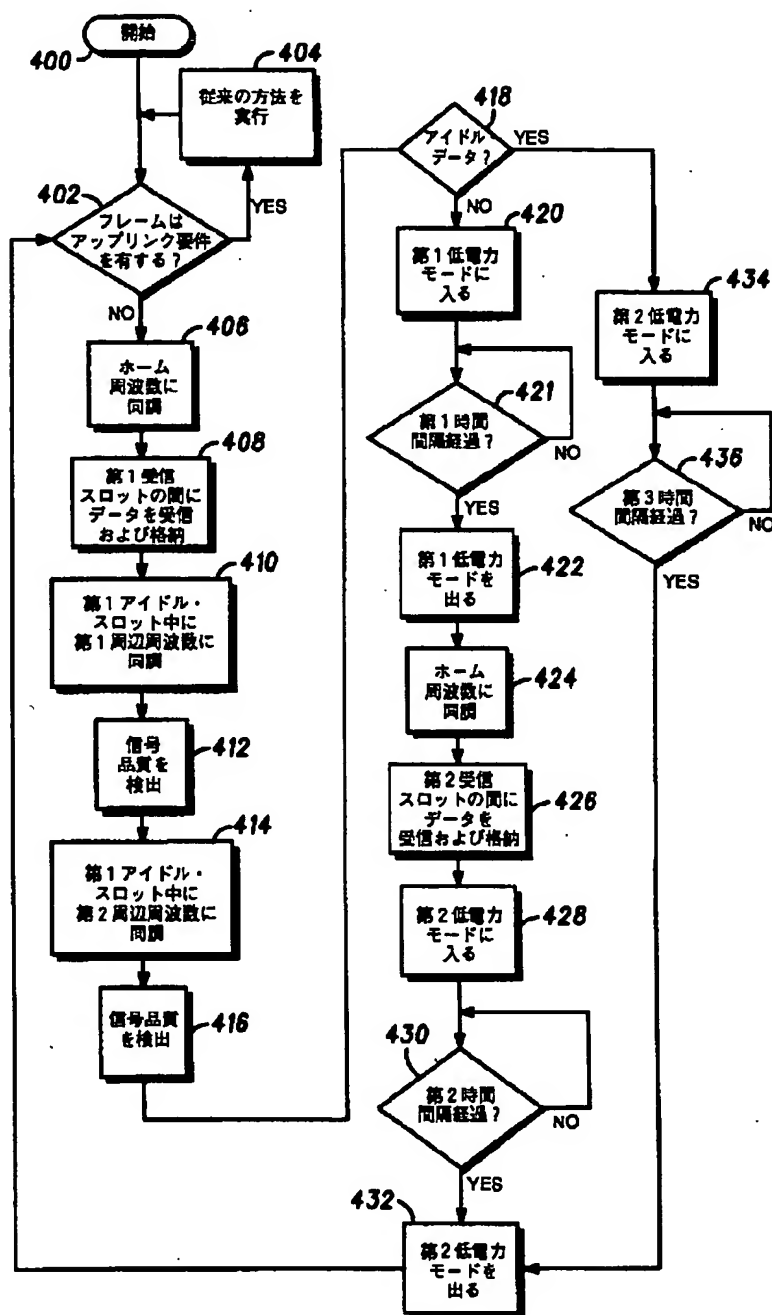 開始
400
404
従来の方法を
実行
402
フレームは
アップリンク要件
を有する?
YES
NO
406
ホーム
周波数に
同調
408
第1受信
スロットの間に
データを受信
および格納
410
第1アイドル・
スロット中に
第1周辺周波数に
同調
412
信号
品質を
検出
414
第1アイドル・
スロット中に
第2周辺周波数に
同調
416
信号品質
を検出
418
アイドル
データ?
YES
NO
420
第1低電力
モードに
入る
421
第1時間
間隔経過?
NO
YES
422
第1低電力
モードを
出る
424
ホーム
周波数に
同調
426
第2受信
スロットの間に
データを
受信および格納
428
第2低電力
モードに
入る
430
第2時間
間隔経過?
NO
YES
432
第2低電力
モードを
出る
434
第2低電力
モードに
入る
436
第3時間
間隔経過?
NO
YES